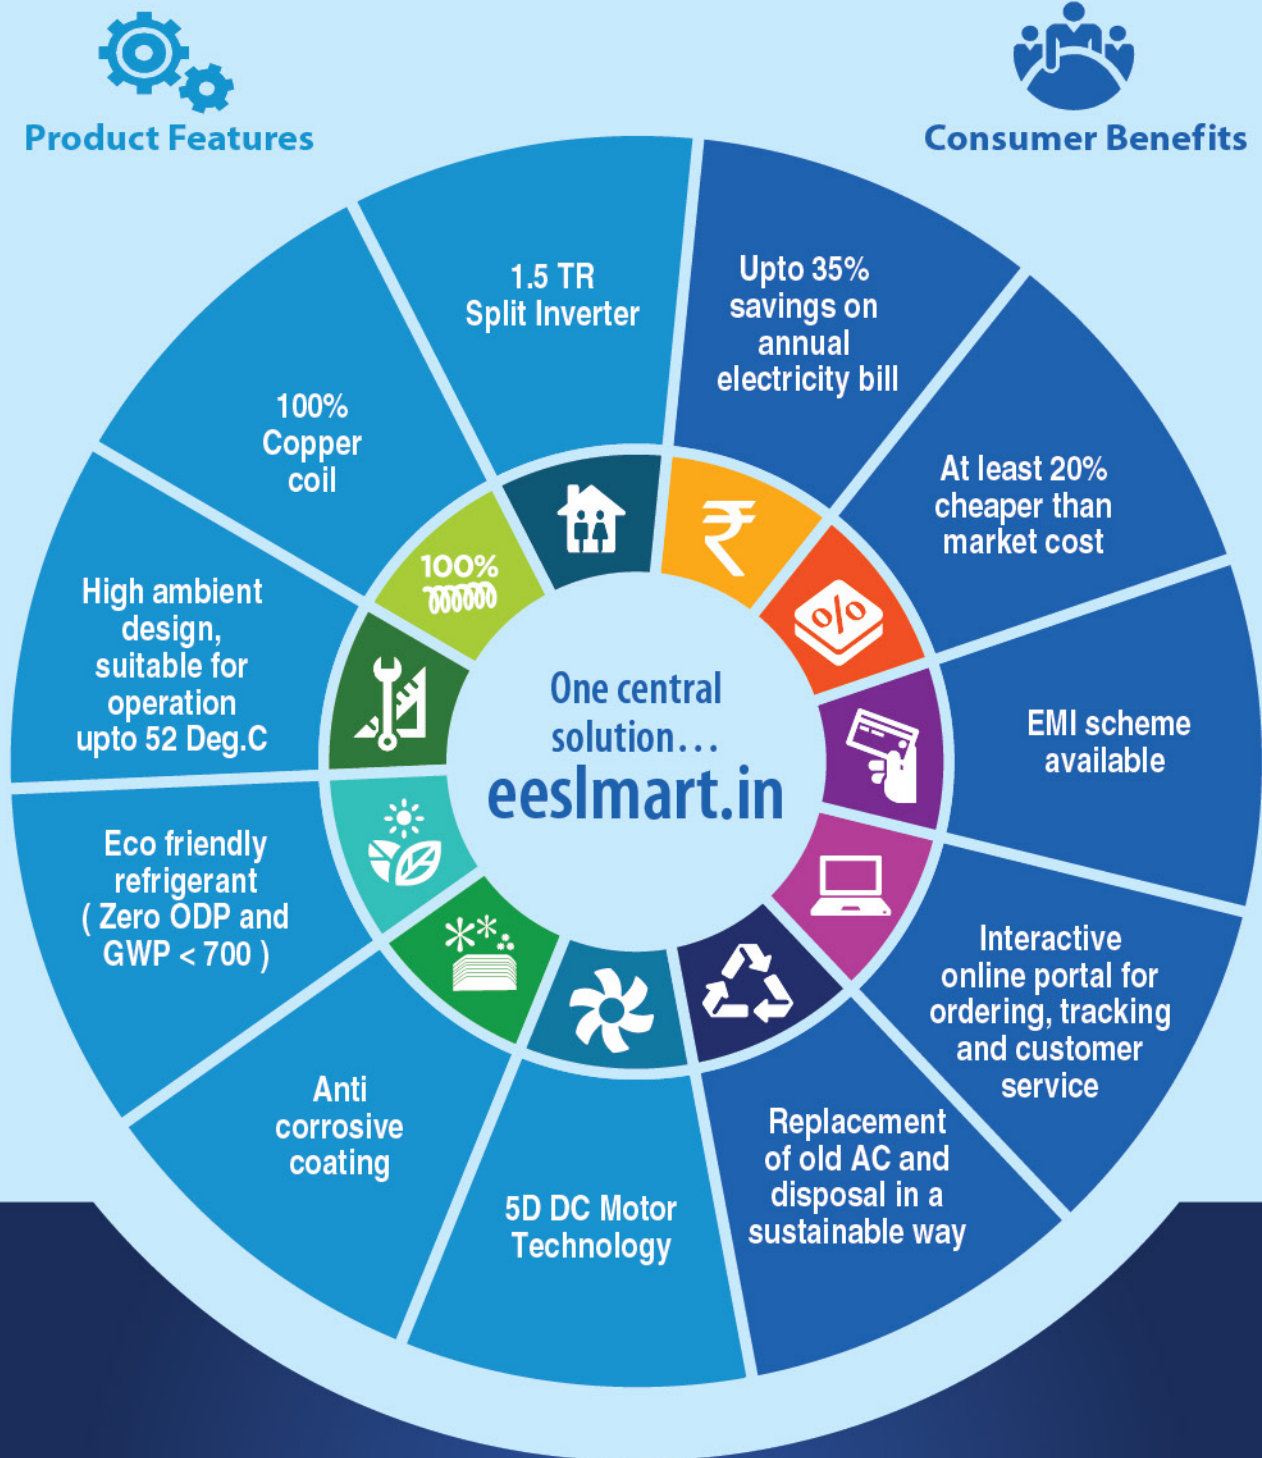 Product Features
Consumer Benefits
1.5 TR
Split Inverter
Upto 35%
savings on
annual
electricity bill
At least 20%
cheaper than
market cost
EMI scheme
available
Interactive
online portal for
ordering, tracking
and customer
service
Replacement
of old AC and
disposal in a
sustainable way
5D DC Motor
Technology
Anti
corrosive
coating
Eco friendly
refrigerant
( Zero ODP and
GWP < 700 )
High ambient
design,
suitable for
operation
upto 52 Deg.C
100%
Copper
coil
100%
₹
%
One central
solution...
eeslmart.in